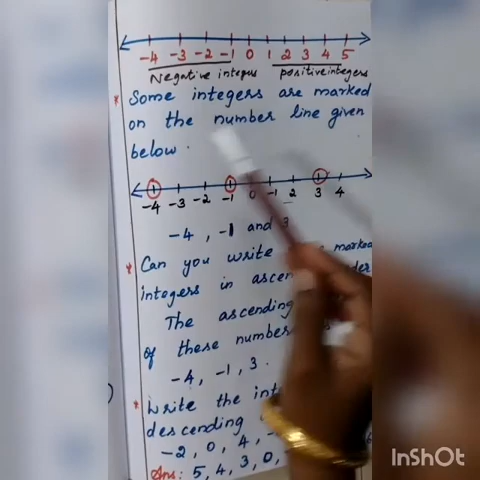 -4 -3 -2 -1 0 1 2 3 4 5
Negative integus positive integers
* Some integers are marked
on the number line given
below.
-4 -3 -2 -1 0 -1 2 3 4
-4, -1 and 3
* Can you write marked
integers in
The ascending
of these numbers
-4, -1, 3.
* Write the
descending
-2, 0, 4,
Ans: 5, 4, 3, 0,
InShOt